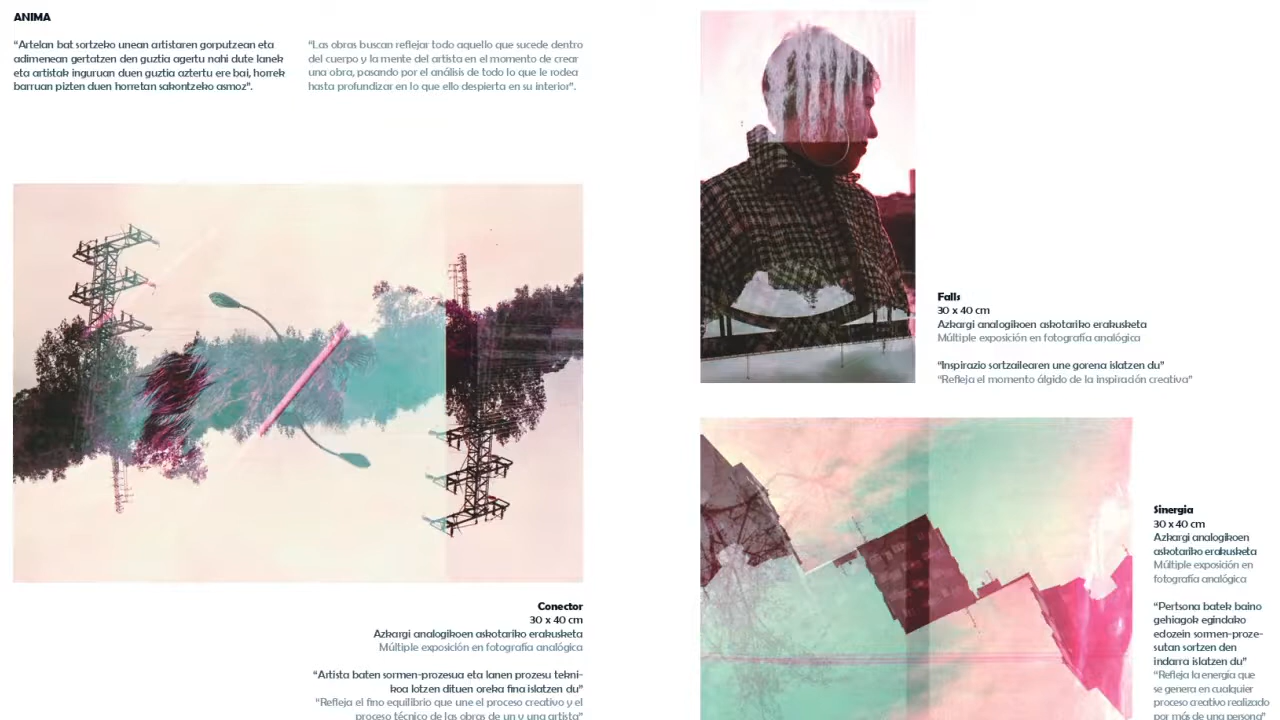 ANIMA
“Artelan bat sortzeko unean artistaren gorputzean eta
adimenean gertatzen den guztia agertu nahi dute lanek
eta artistak inguruan duen guztia aztertu ere bai, horrek
barruan pizten duen horretan sakontzeko asmoz”.
“Las obras buscan reflejar todo aquello que sucede dentro
del cuerpo y la mente del artista en el momento de crear
una obra, pasando por el análisis de todo lo que le rodea
hasta profundizar en lo que ello despierta en su interior”.
Conector
30 x 40 cm
Azkargi analogikoen askotariko erakusketa
Múltiple exposición en fotografía analógica
“Artista baten sormen-prozesua eta lanen prozesu tekni-
koa lotzen dituen oreka fina islatzen du”
“Refleja el fino equilibrio que une el proceso creativo y el
proceso técnico de las obras de un y una artista”
Falls
30 x 40 cm
Azkargi analogikoen askotariko erakusketa
Múltiple exposición en fotografía analógica
“Inspirazio sortzailearen une gorena islatzen du”
“Refleja el momento álgido de la inspiración creativa”
Sinergia
30 x 40 cm
Azkargi analogikoen
askotariko erakusketa
Múltiple exposición en
fotografía analógica
“Pertsona batek baino
gehiagok egindako
edozein sormen-proze-
sutan sortzen den
indarra islatzen du”
“Refleja la energía que
se genera en cualquier
proceso creativo realizado
por más de una persona”